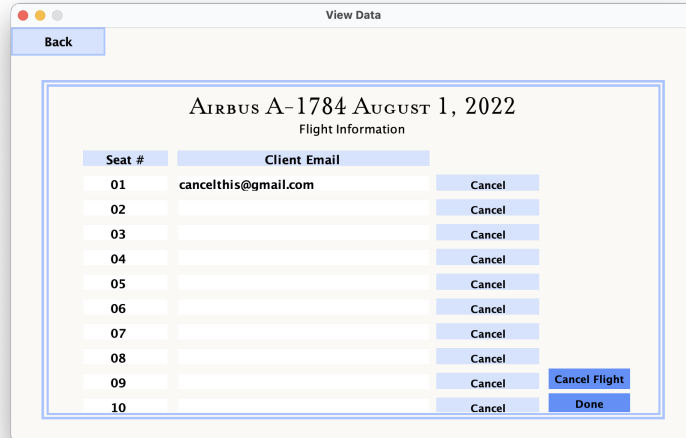 View Data
Back
Airbus A-1784 August 1, 2022
Flight Information
Seat # Client Email
01 cancelthis@gmail.com Cancel
02 Cancel
03 Cancel
04 Cancel
05 Cancel
06 Cancel
07 Cancel
08 Cancel
09 Cancel Cancel Flight
10 Cancel Done